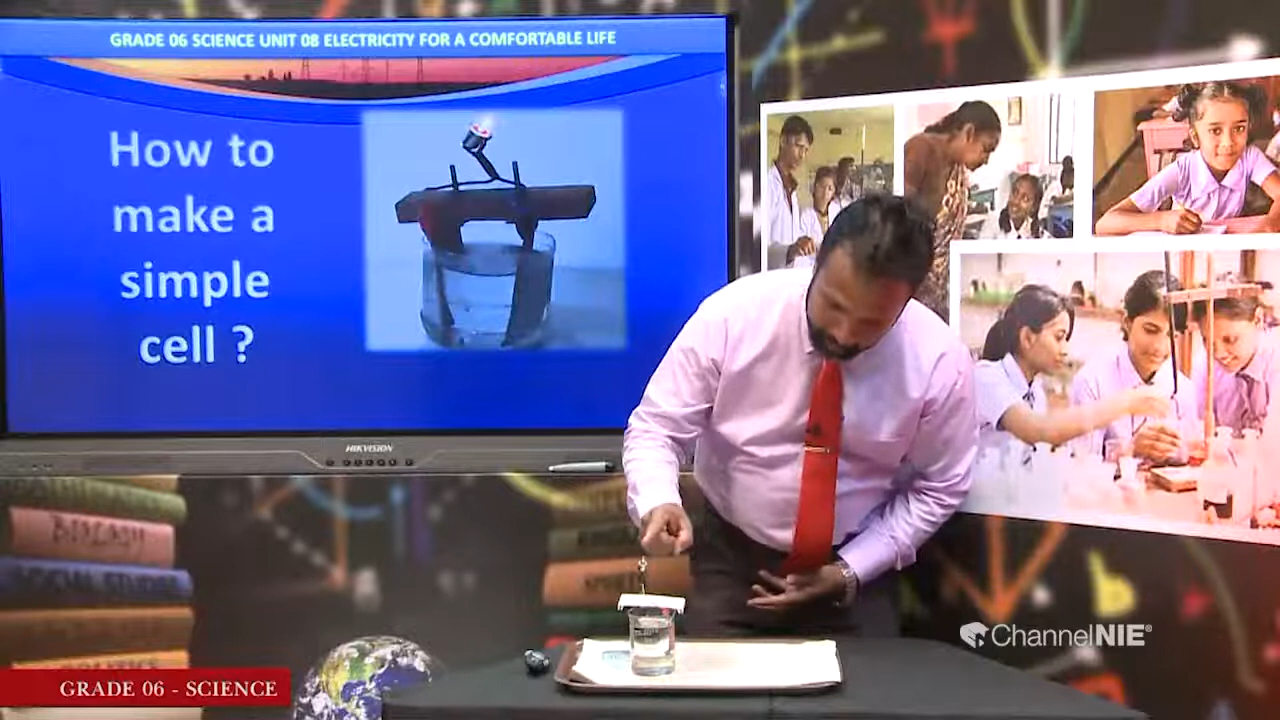 GRADE 06 SCIENCE UNIT 08 ELECTRICITY FOR A COMFORTABLE LIFE
How to
make a
simple
cell ?
HIKVISION
SOCIAL STUDIES
ChannelNIE®
GRADE 06 - SCIENCE